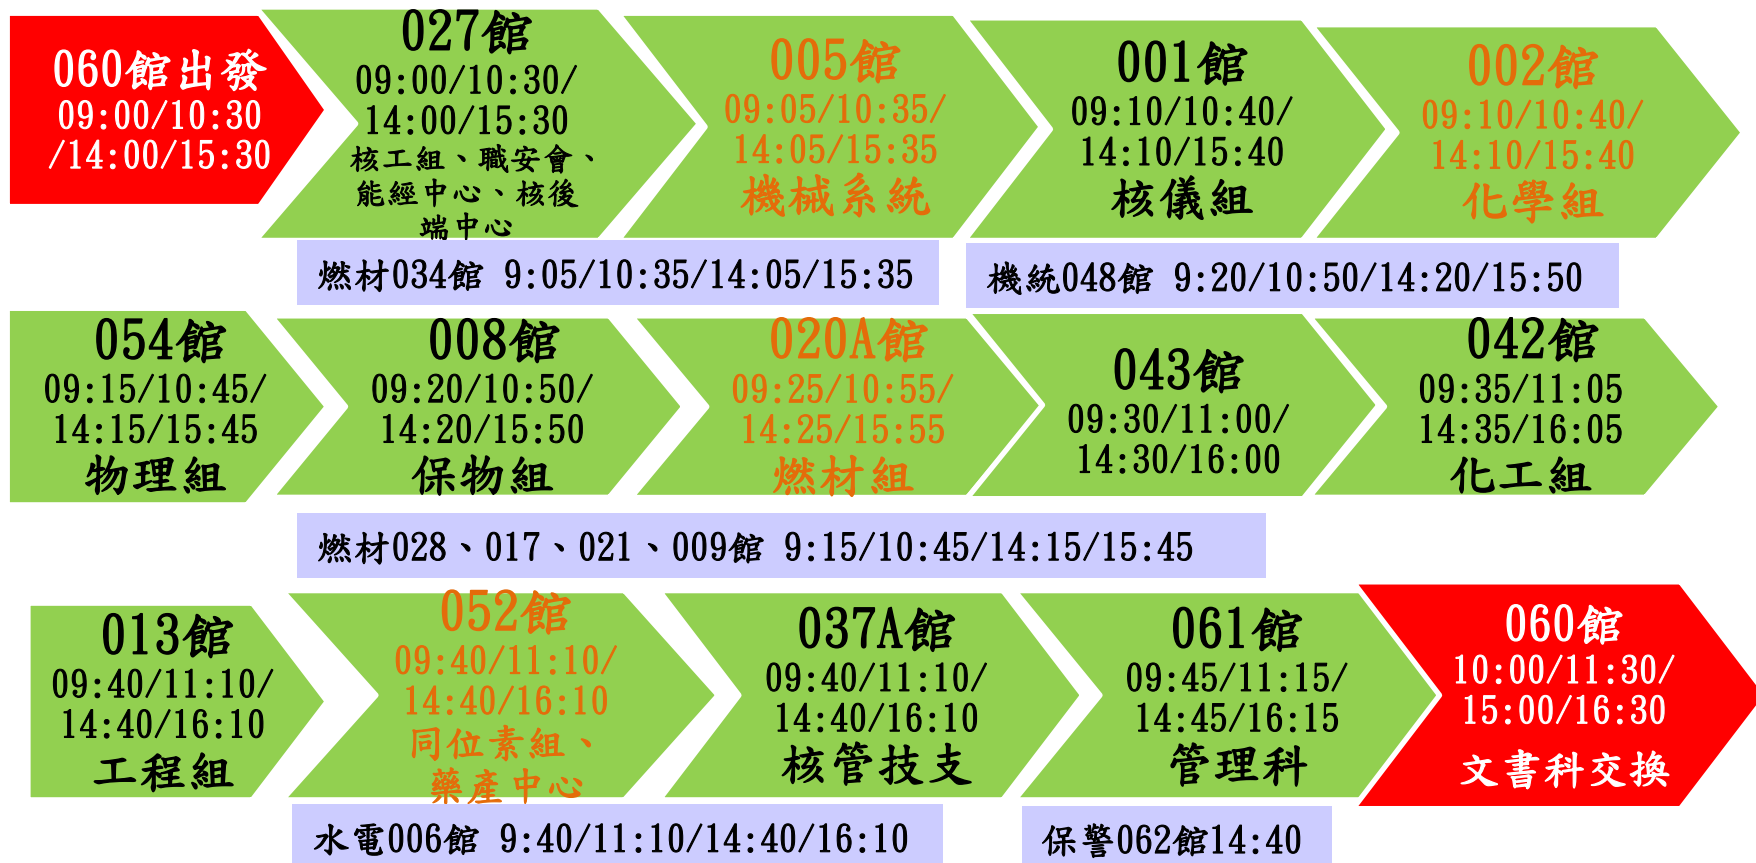 060館出發
09:00/10:30
/14:00/15:30
027館
09:00/10:30/
14:00/15:30
核工組、職安會、
能經中心、核後
端中心
005館
09:05/10:35/
14:05/15:35
機械系統
001館
09:10/10:40/
14:10/15:40
核儀組
002館
09:10/10:40/
14:10/15:40
化學組
燃材034館 9:05/10:35/14:05/15:35
機統048館 9:20/10:50/14:20/15:50
054館
09:15/10:45/
14:15/15:45
物理組
008館
09:20/10:50/
14:20/15:50
保物組
020A館
09:25/10:55/
14:25/15:55
燃材組
043館
09:30/11:00/
14:30/16:00
042館
09:35/11:05
14:35/16:05
化工組
燃材028、017、021、009館 9:15/10:45/14:15/15:45
013館
09:40/11:10/
14:40/16:10
工程組
052館
09:40/11:10/
14:40/16:10
同位素組、
藥產中心
037A館
09:40/11:10/
14:40/16:10
核管技支
061館
09:45/11:15/
14:45/16:15
管理科
060館
10:00/11:30/
15:00/16:30
文書科交換
水電006館 9:40/11:10/14:40/16:10
保警062館14:40